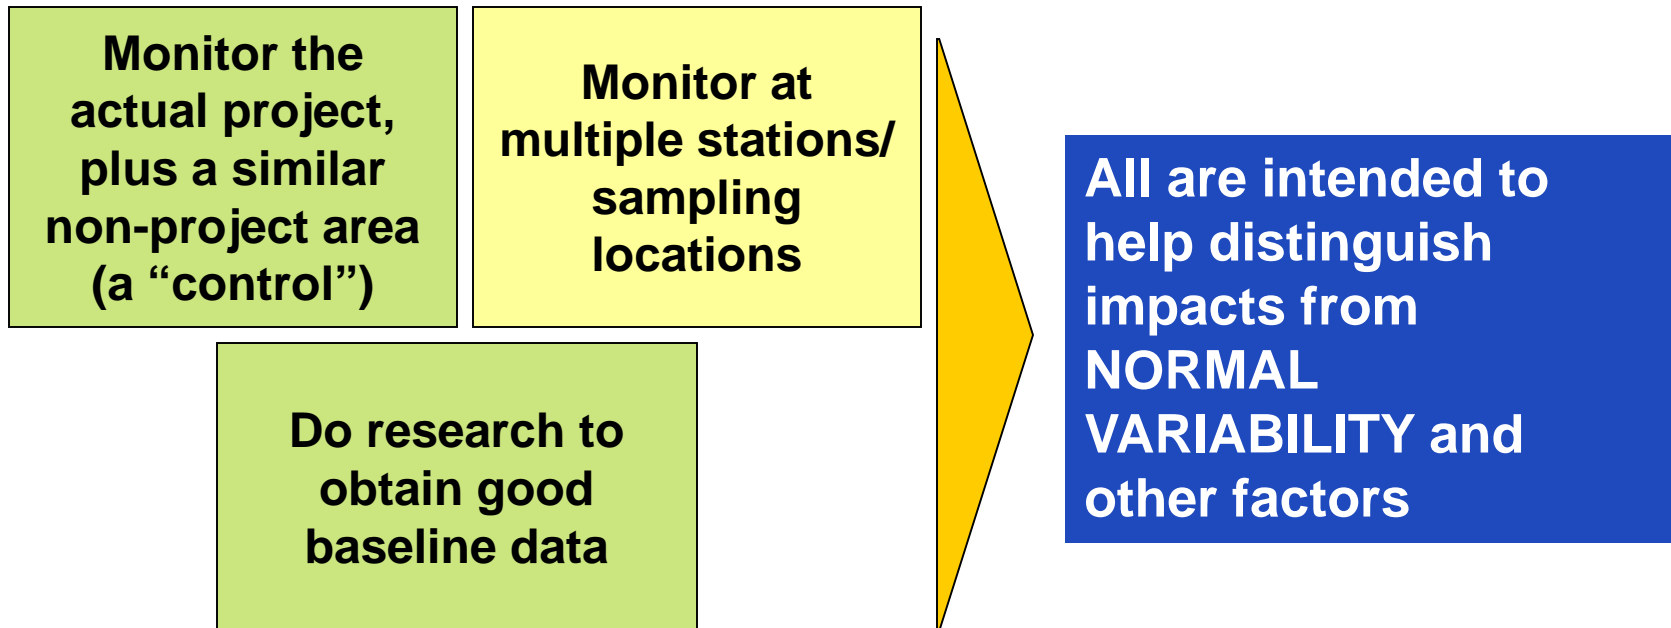 Monitor the
actual project,
plus a similar
non-project area
(a “control”)
Monitor at
multiple stations/
sampling
locations
Do research to
obtain good
baseline data
All are intended to
help distinguish
impacts from
NORMAL
VARIABILITY and
other factors